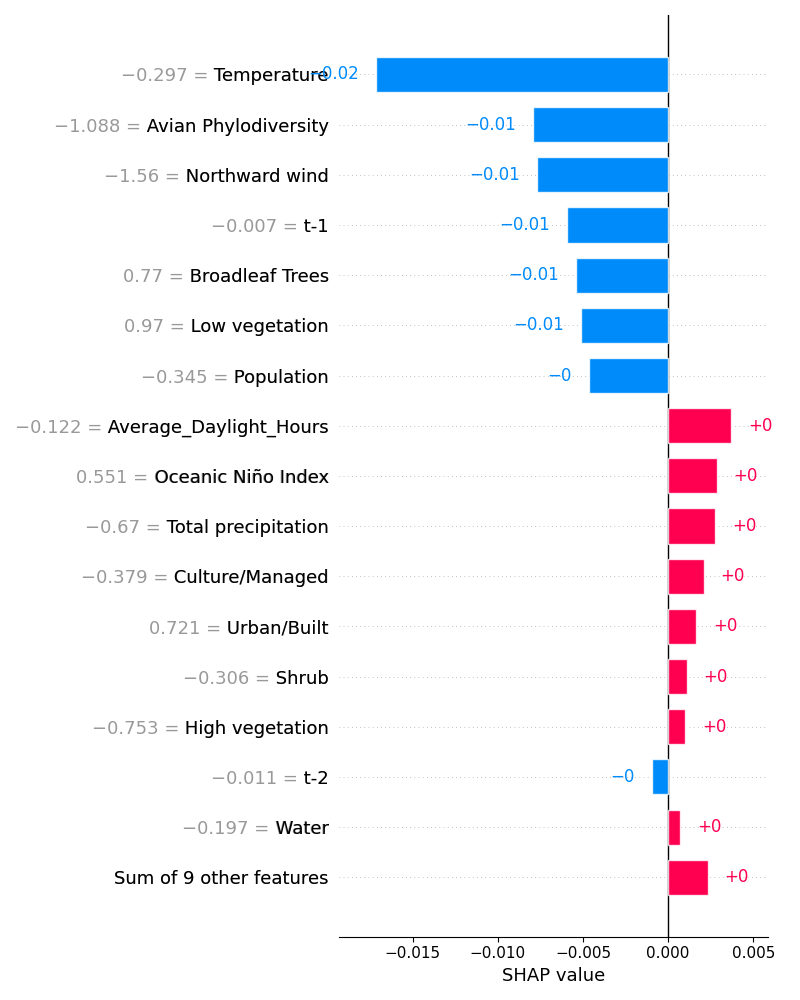 −0.297 = Temperature −0.02
−1.088 = Avian Phylodiversity −0.01
−1.56 = Northward wind −0.01
−0.007 = t-1 −0.01
0.77 = Broadleaf Trees −0.01
0.97 = Low vegetation −0.01
−0.345 = Population −0
−0.122 = Average_Daylight_Hours +0
0.551 = Oceanic Niño Index +0
−0.67 = Total precipitation +0
−0.379 = Culture/Managed +0
0.721 = Urban/Built +0
−0.306 = Shrub +0
−0.753 = High vegetation +0
−0.011 = t-2 −0
−0.197 = Water +0
Sum of 9 other features +0
−0.015 −0.010 −0.005 0.000 0.005
SHAP value